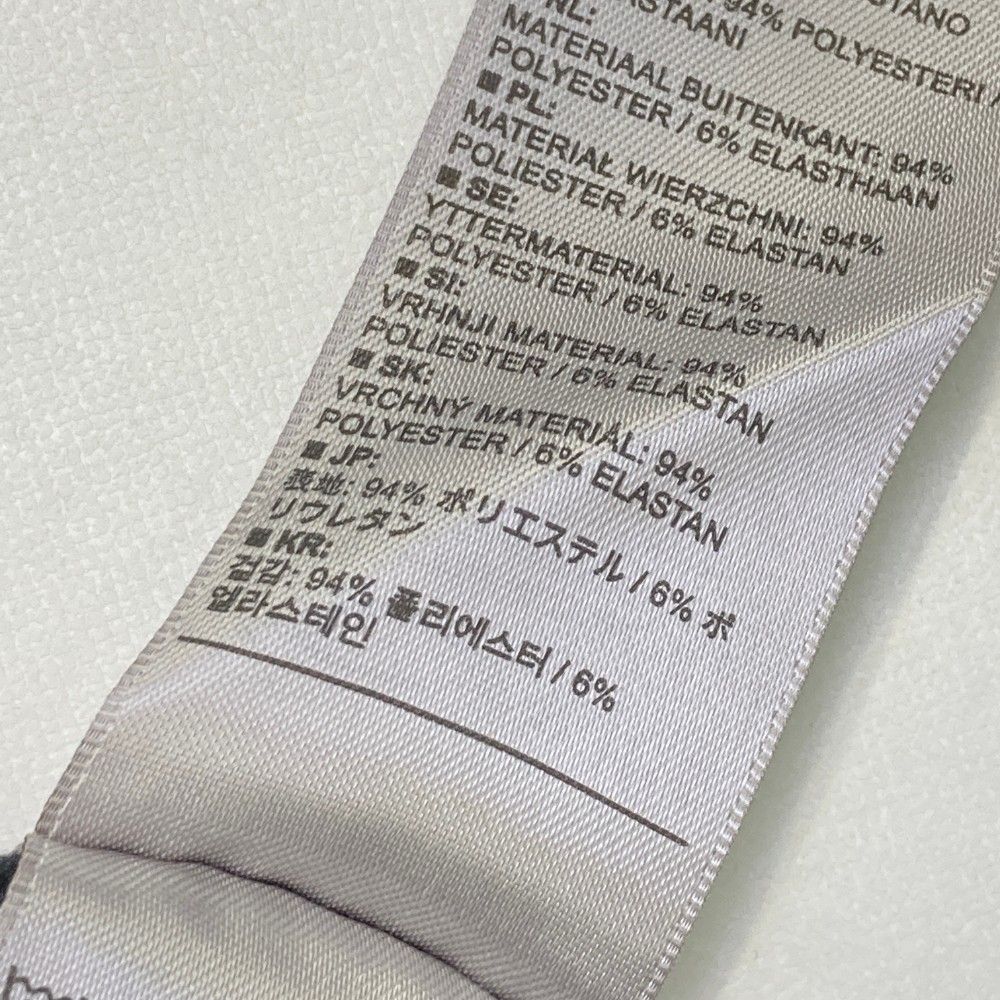 94% POLYESTERI /
STAANI
NL:
MATERIAAL BUITENKANT: 94%
POLYESTER / 6% ELASTHAAN
■ PL:
MATERIAŁ WIERZCHNI: 94%
POLIESTER / 6% ELASTAN
■ SE:
YTTERMATERIAL: 94%
POLYESTER / 6% ELASTAN
■ SI:
VRHNJI MATERIAL: 94%
POLIESTER / 6% ELASTAN
■ SK:
VRCHNÝ MATERIÁL: 94%
POLYESTER / 6% ELASTAN
■ JP:
表地: 94% ポリエステル / 6% ポ
リウレタン
■ KR:
겉감: 94% 폴리에스터 / 6%
엘라스테인